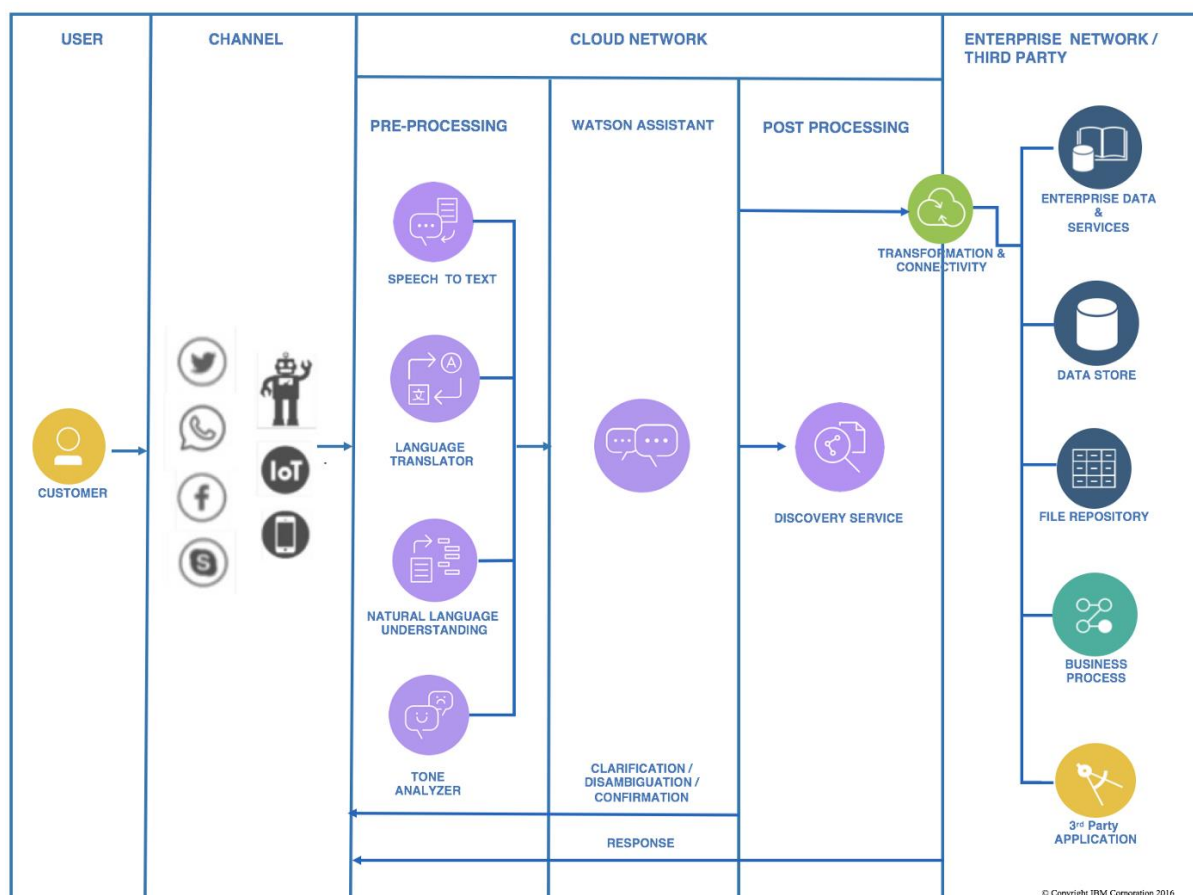 USER
CHANNEL
CLOUD NETWORK
ENTERPRISE NETWORK /
THIRD PARTY
PRE-PROCESSING
WATSON ASSISTANT
POST PROCESSING
CUSTOMER
IoT
SPEECH TO TEXT
A
文
LANGUAGE
TRANSLATOR
NATURAL LANGUAGE
UNDERSTANDING
TONE
ANALYZER
CLARIFICATION /
DISAMBIGUATION /
CONFIRMATION
RESPONSE
DISCOVERY SERVICE
TRANSFORMATION &
CONNECTIVITY
ENTERPRISE DATA
&
SERVICES
DATA STORE
FILE REPOSITORY
BUSINESS
PROCESS
3rd Party
APPLICATION
© Copyright IBM Corporation 2016